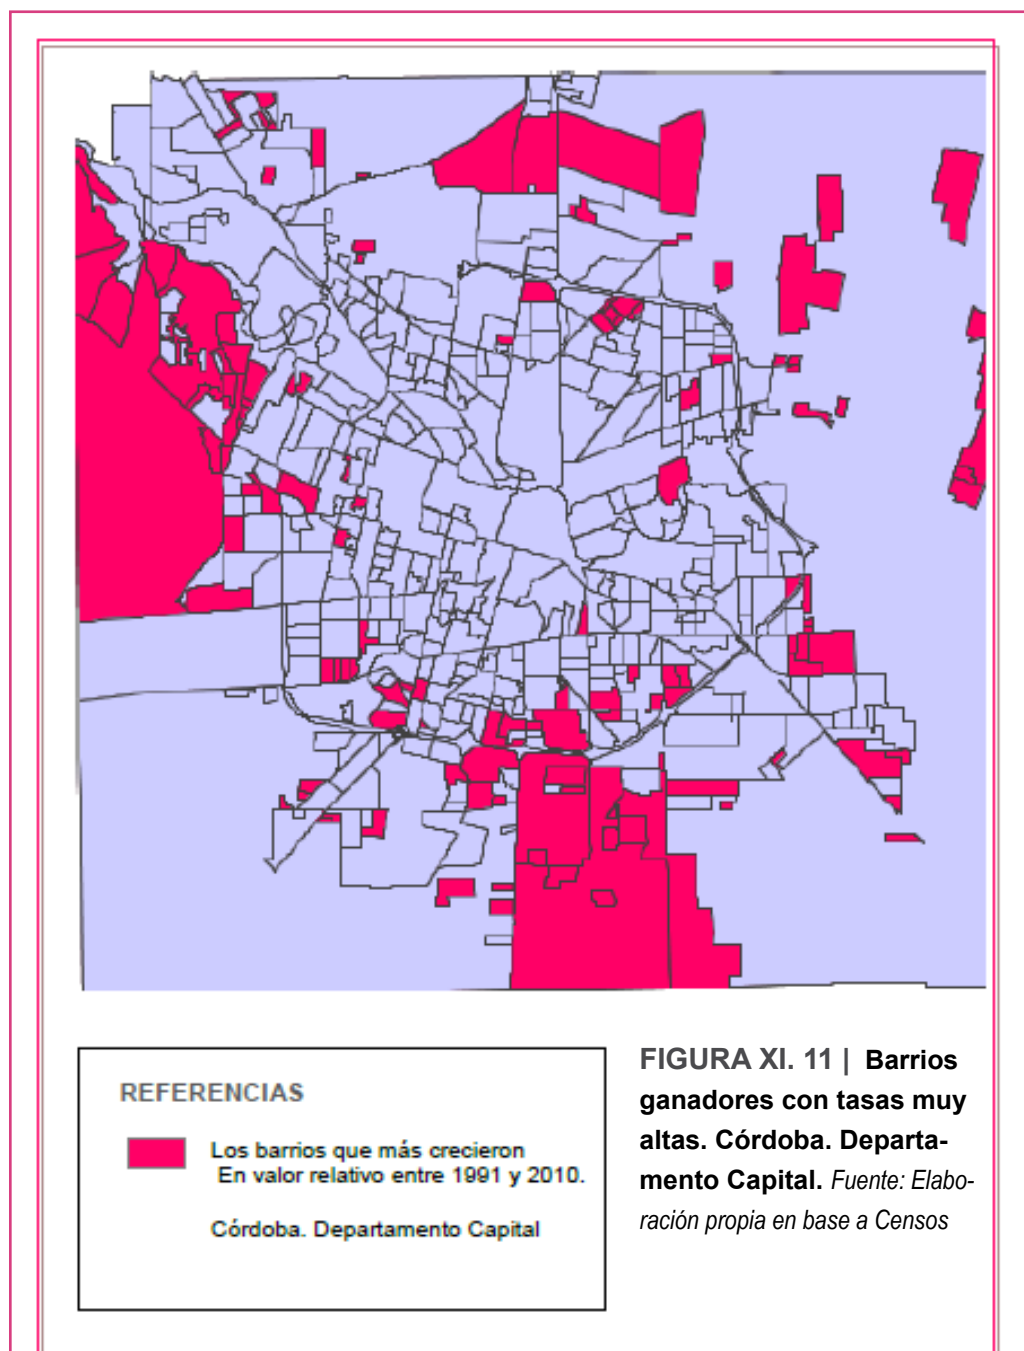 REFERENCIAS
Los barrios que más crecieron
En valor relativo entre 1991 y 2010.
Córdoba. Departamento Capital
FIGURA XI. 11 | Barrios
ganadores con tasas muy
altas. Córdoba. Departa-
mento Capital. Fuente: Elabo-
ración propia en base a Censos